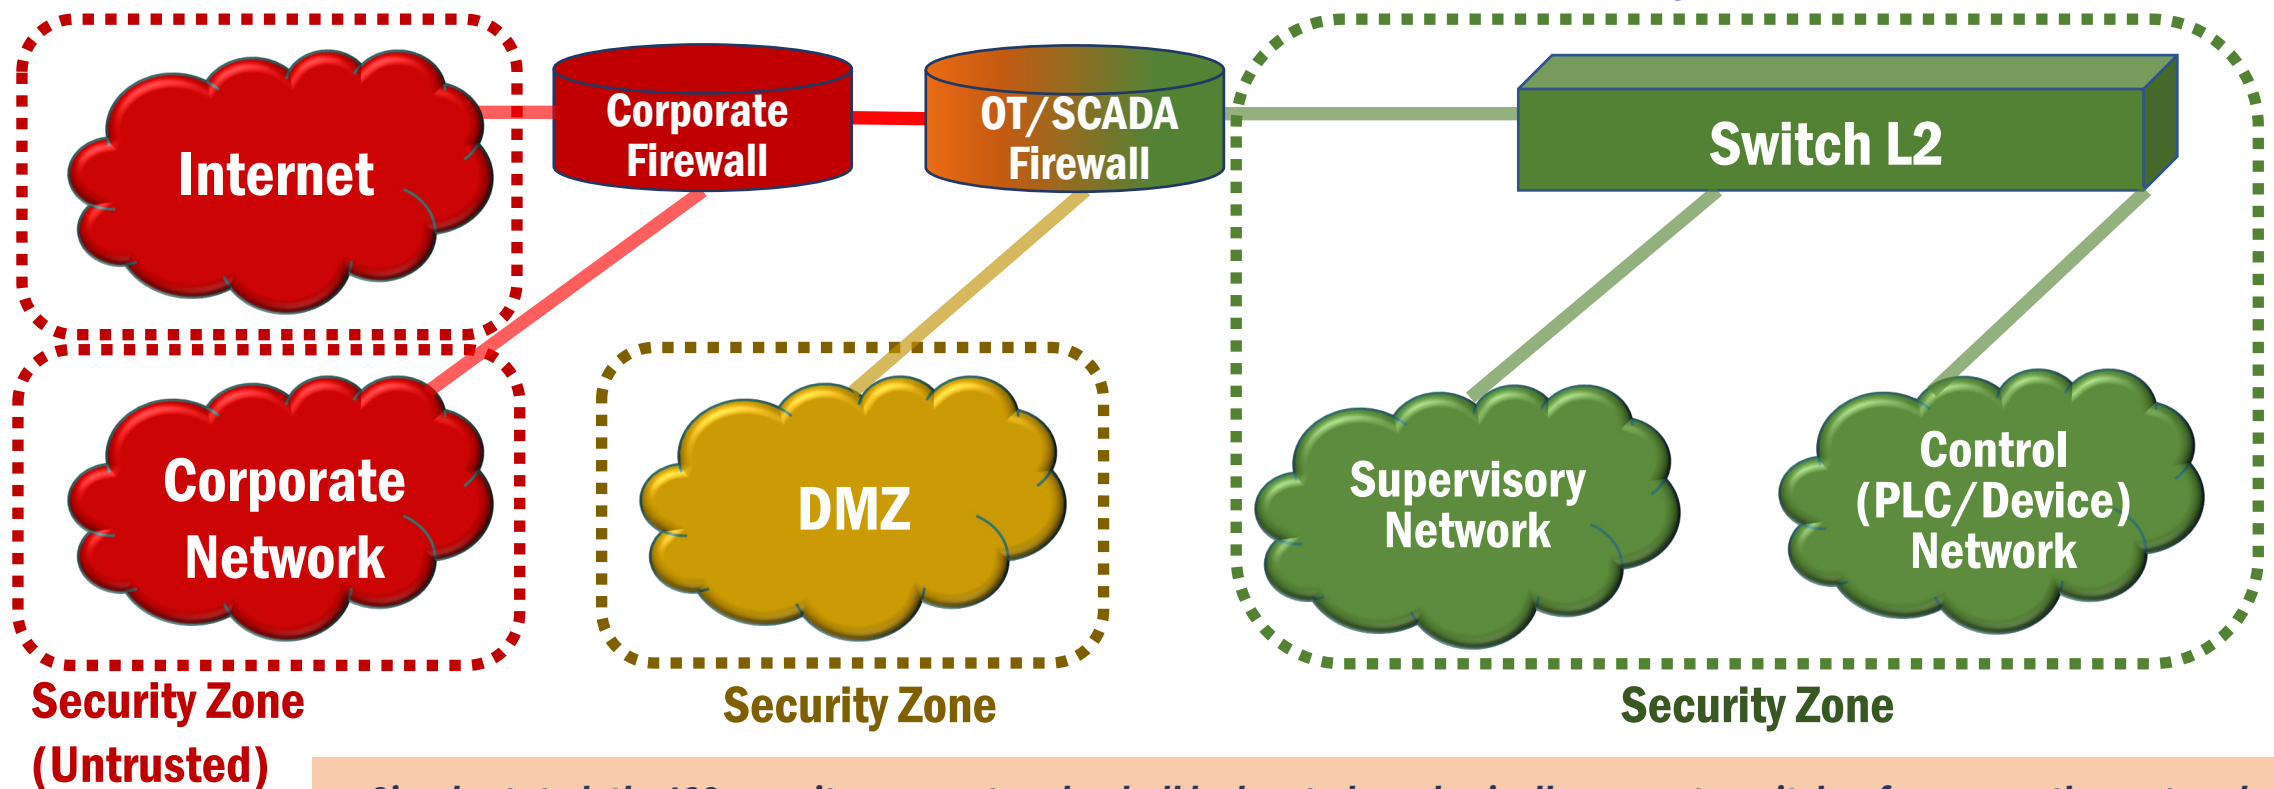 Internet
Corporate
Firewall
OT/SCADA
Firewall
Switch L2
Corporate
Network
DMZ
Supervisory
Network
Control
(PLC/Device)
Network
Security Zone
(Untrusted)
Security Zone
Security Zone